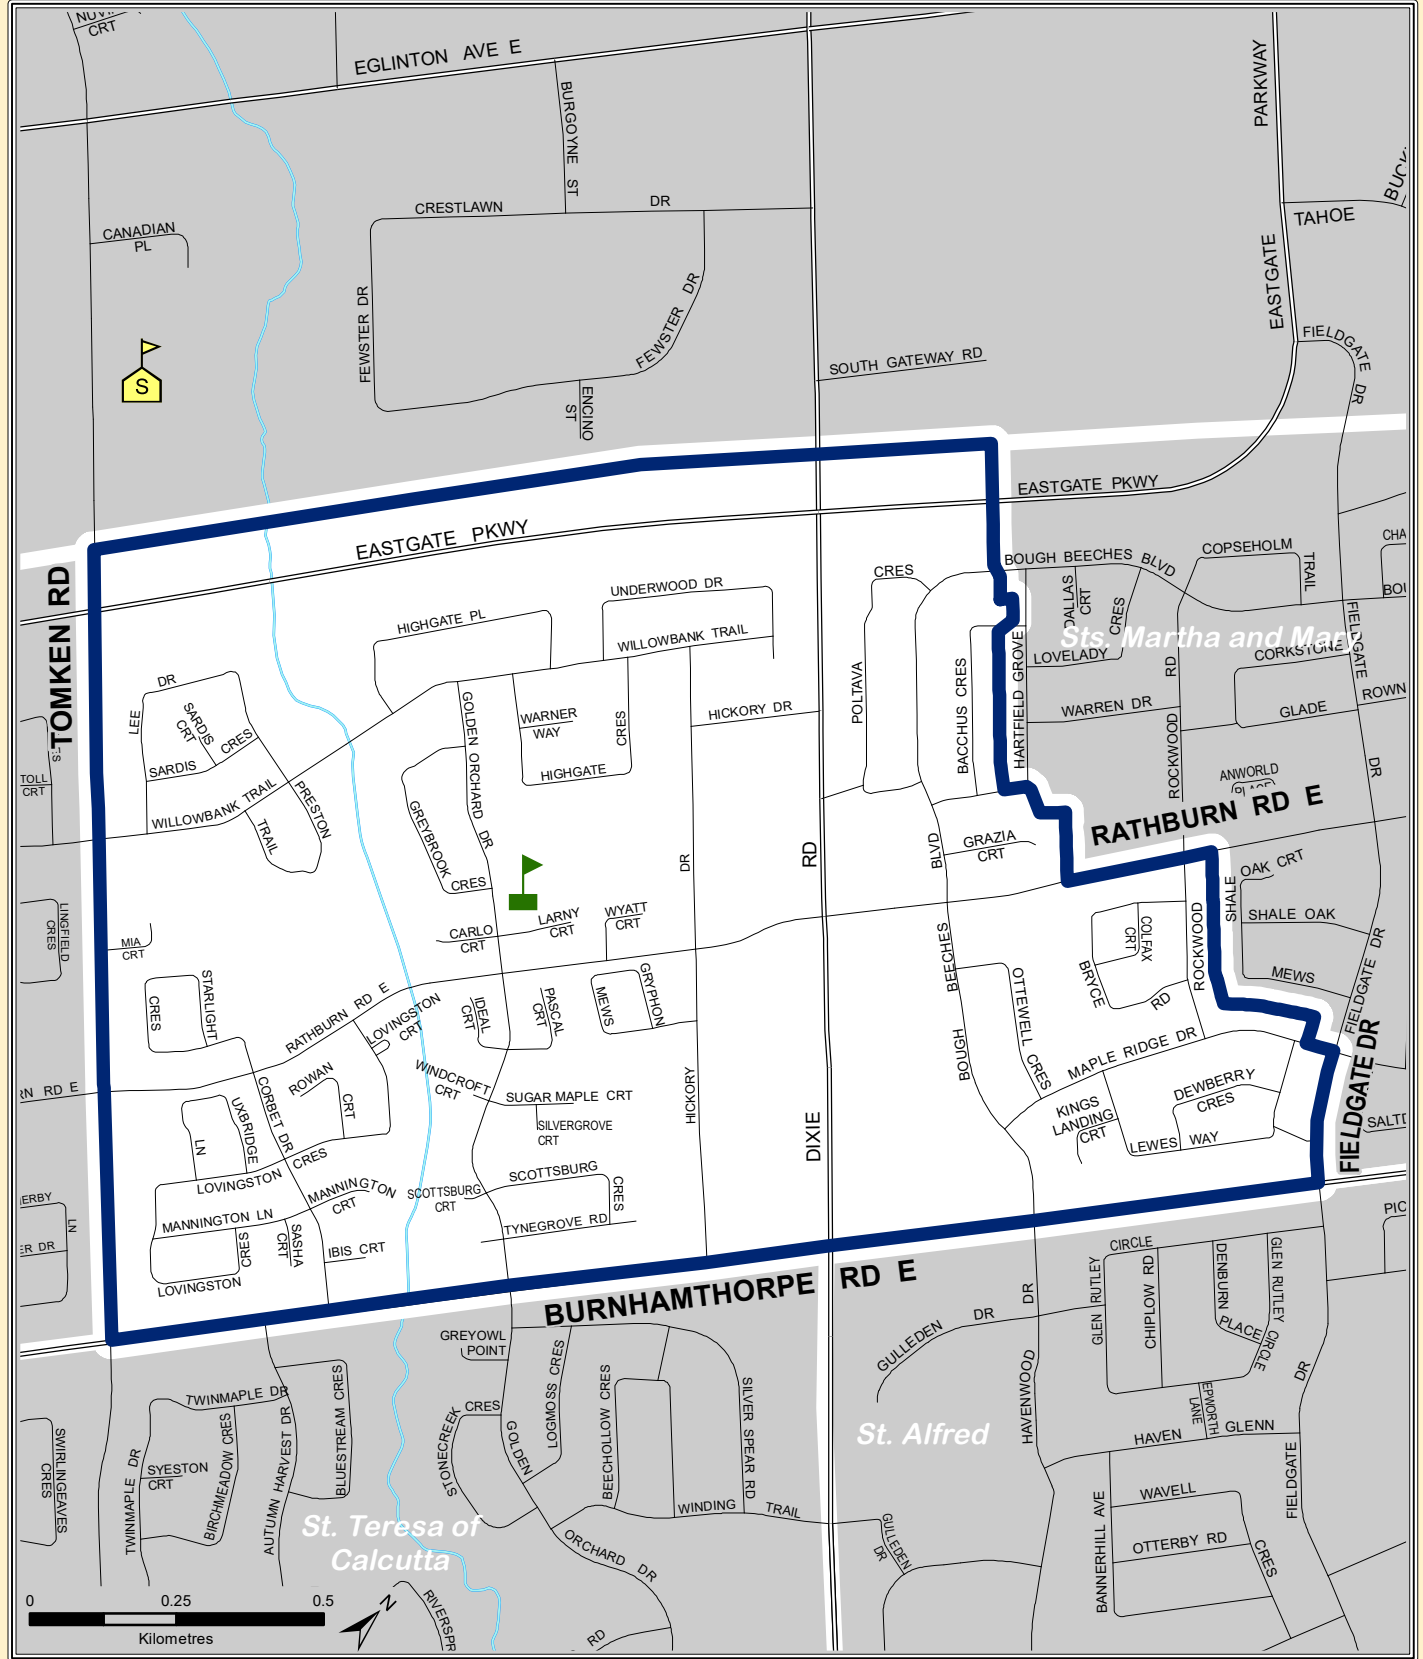 CRT
EGLINTON AVE E
BURGOYNE ST
PARKWAY
EASTGATE
TAHOE
CRESTLAWN DR
CANADIAN
PL
FEWSTER DR
FEWSTER DR
ENCINO
ST
SOUTH GATEWAY RD
FIELDGATE DR
S
EASTGATE PKWY
EASTGATE PKWY
TOMKEN RD
BOUGH BEECHES BLVD
COPSEHOLM
TRAIL
DALLAS
CRT
CRES
Sts. Martha and Mary
LOVELADY
CORKSTONE
WARREN DR
GLADE
ROCKWOOD
RD
FIELDGATE
DR
ANWORLD
HARTFIELD GROVE
BACCHUS CRES
POLTAVA
CRES
UNDERWOOD DR
WILLOWBANK TRAIL
HIGHGATE PL
HICKORY DR
WARNER
WAY
CRES
HIGHGATE
GOLDEN ORCHARD DR
GREYBROOK
CRES
LEE
DR
SARDIS
CRT
SARDIS
CRES
WILLOWBANK TRAIL
TRAIL
PRESTON
TOLL
CRT
LINGFIELD
CRES
MIA
CRT
STARLIGHT
CRES
RATHBURN RD E
RATHBURN RD E
GRAZIA
CRT
BLVD
BEECHES
BOUGH
DIXIE
RD
DR
HICKORY
CARLO
CRT
LARNY
CRT
WYATT
CRT
IDEAL
CRT
PASCAL
CRT
MEWS
GRYPHON
LOVINGSTON
CRT
ROWAN
CRT
WINDCROFT
CRT
SUGAR MAPLE CRT
SILVERGROVE
CRT
CORBET DR
UXBRIDGE
LN
LOVINGSTON
CRES
MANNINGTON LN
MANNINGTON
CRT
SCOTTSBURG
CRT
SCOTTSBURG
CRES
TYNEGROVE RD
CRES
SASHA
CRT
IBIS CRT
LOVINGSTON
RN RD E
LN
ER DR
OTTEWELL CRES
COLFAX
CRT
BRYCE
RD
ROCKWOOD
MAPLE RIDGE DR
KINGS
LANDING
CRT
DEWBERRY
CRES
LEWES WAY
SHALE
OAK CRT
SHALE OAK
MEWS
FIELDGATE DR
FIELDGATE DR
BURNHAMTHORPE RD E
GREYOWL
POINT
TWINMAPLE DR
TWINMAPLE DR
SYESTON
CRT
BIRCHMEADOW CRES
AUTUMN HARVEST DR
BLUESTREAM CRES
STONECREEK
CRES
GOLDEN
ORCHARD DR
LOGMOSS CRES
BEECHOLLOW CRES
SILVER SPEAR RD
WINDING TRAIL
GULLEDEN
DR
GULLEDEN
DR
HAVENWOOD
DR
CIRCLE
GLEN RUTLEY
CHIPLOW RD
DENBURN
PLACE
GLEN RUTLEY CIRCLE
EPWORTH
LANE
HAVEN GLENN
WAVELL
CRES
OTTERBY RD
BANNERHILL AVE
FIELDGATE
DR
St. Alfred
St. Teresa of
Calcutta
RD
0 0.25 0.5
Kilometres
N